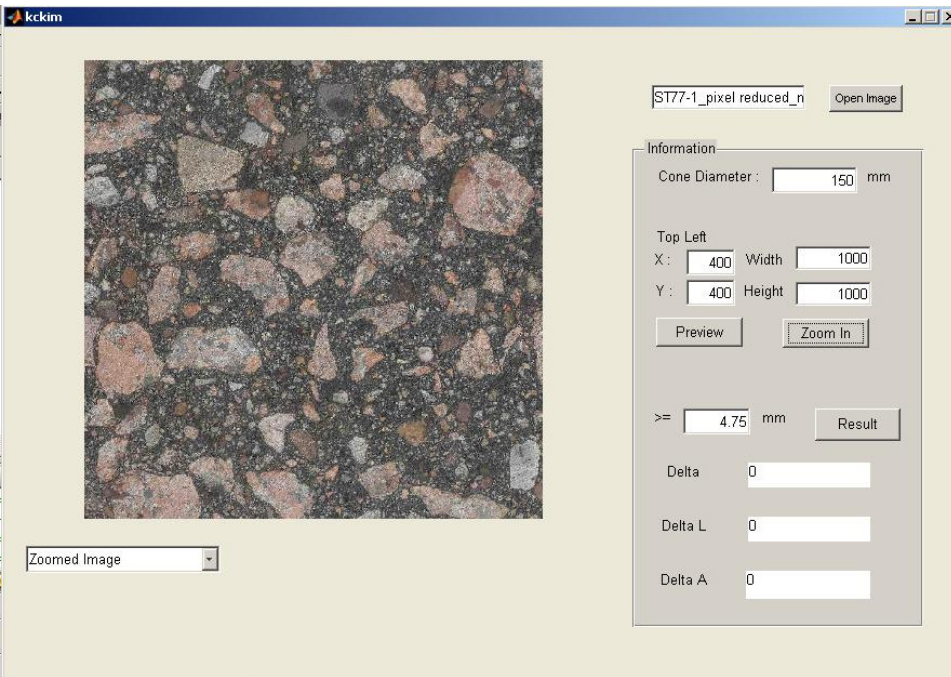 kckim
ST77-1_pixel reduced_n
Open Image
Information
Cone Diameter : 150 mm
Top Left
X : 400 Width 1000
Y : 400 Height 1000
Preview Zoom In
>= 4.75 mm Result
Delta 0
Delta L 0
Zoomed Image
Delta A 0